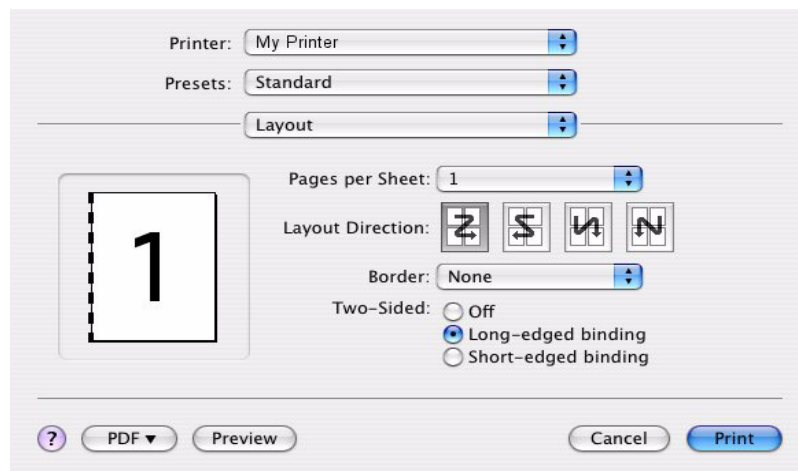 Printer: My Printer
Presets: Standard
Layout
Pages per Sheet: 1
Layout Direction:
Border: None
Two-Sided: Off
Long-edged binding
Short-edged binding
1
? PDF▼ Preview Cancel Print